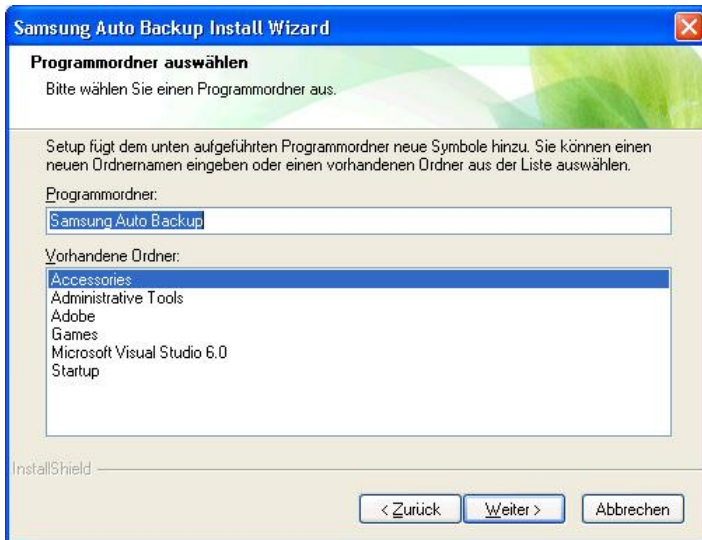 Samsung Auto Backup Install Wizard
Programmordner auswählen
Bitte wählen Sie einen Programmordner aus.
Setup fügt dem unten aufgeführten Programmordner neue Symbole hinzu. Sie können einen
neuen Ordnernamen eingeben oder einen vorhandenen Ordner aus der Liste auswählen.
Programmordner:
Samsung Auto Backup
Vorhandene Ordner:
Accessories
Administrative Tools
Adobe
Games
Microsoft Visual Studio 6.0
Startup
InstallShield
< Zurück Weiter > Abbrechen